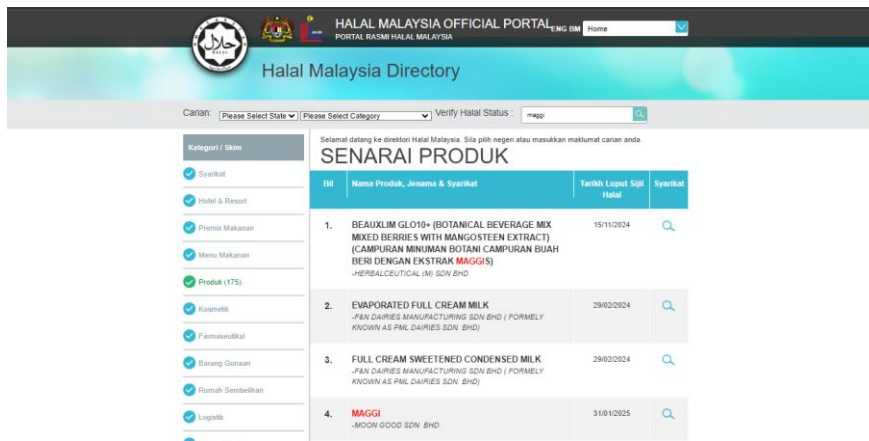 HALAL MALAYSIA OFFICIAL PORTAL
PORTAL RASMI HALAL MALAYSIA
ENG BM Home
حلال
HALAL
Halal Malaysia Directory
Carian: Please Select State Please Select Category Verify Halal Status : maggi
Kategori / Skim
Syarikat
Hotel & Resort
Premis Makanan
Menu Makanan
Produk (175)
Kosmetik
Farmaseutikal
Barang Gunaan
Rumah Sembelihan
Logistik
Selamat datang ke direktori Halal Malaysia. Sila pilih negeri atau masukkan maklumat carian anda.
SENARAI PRODUK
Bil Nama Produk, Jenama & Syarikat Tarikh Luput Sijil Syarikat
Halal
1. BEAUXLIM GLO10+ (BOTANICAL BEVERAGE MIX 15/11/2024
MIXED BERRIES WITH MANGOSTEEN EXTRACT)
(CAMPURAN MINUMAN BOTANI CAMPURAN BUAH
BERI DENGAN EKSTRAK MAGGIS)
-HERBALCEUTICAL (M) SDN BHD
2. EVAPORATED FULL CREAM MILK 29/02/2024
-F&N DAIRIES MANUFACTURING SDN BHD ( FORMELY
KNOWN AS PML DAIRIES SDN. BHD)
3. FULL CREAM SWEETENED CONDENSED MILK 29/02/2024
-F&N DAIRIES MANUFACTURING SDN BHD ( FORMELY
KNOWN AS PML DAIRIES SDN. BHD)
4. MAGGI 31/01/2025
-MOON GOOD SDN. BHD.